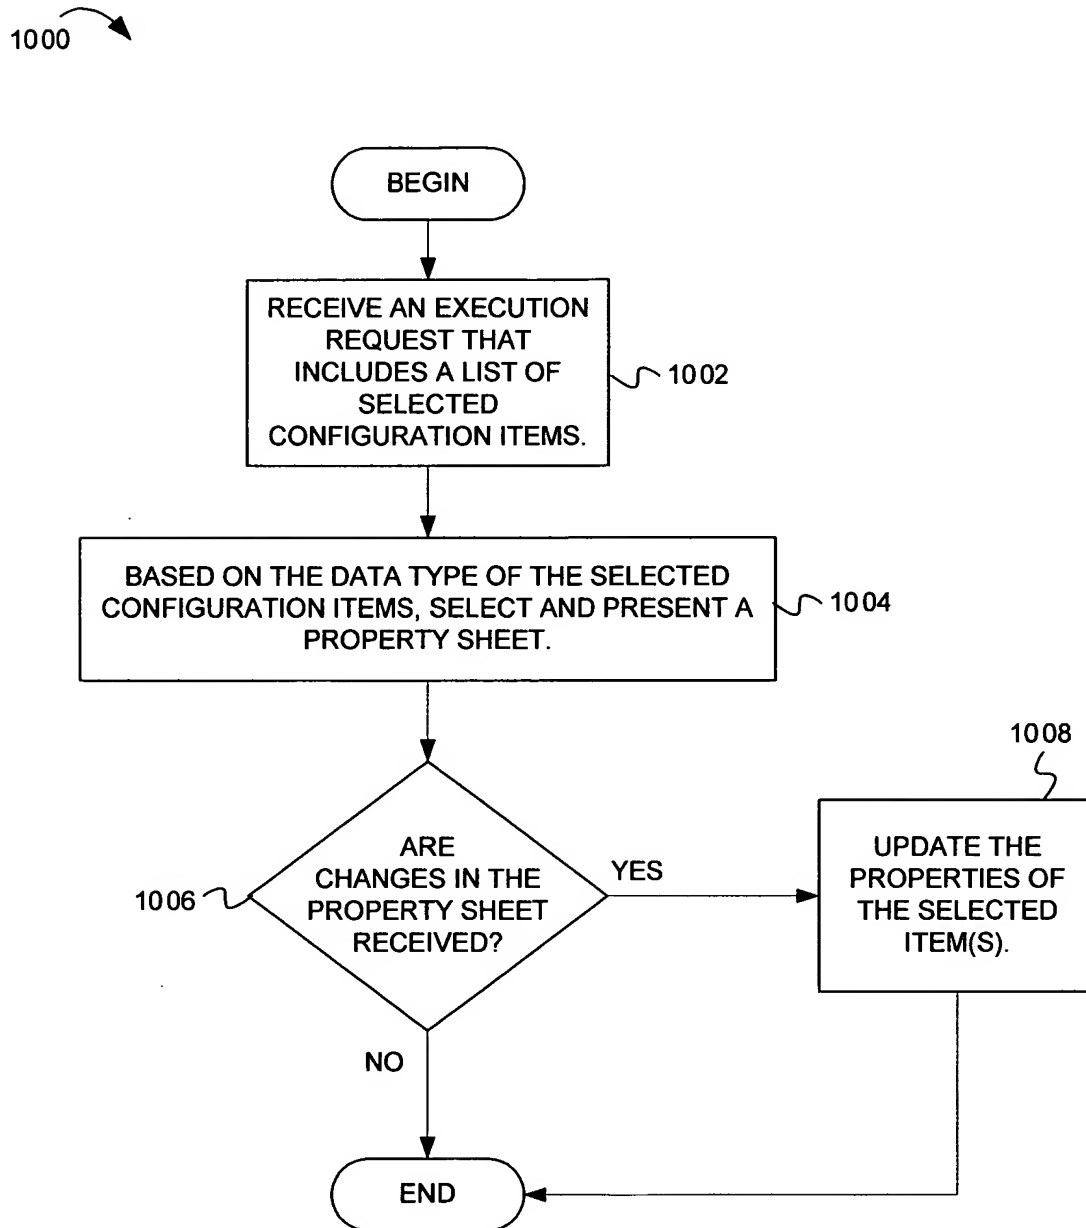 1000
BEGIN
RECEIVE AN EXECUTION
REQUEST THAT
INCLUDES A LIST OF
SELECTED
CONFIGURATION ITEMS.
1002
BASED ON THE DATA TYPE OF THE SELECTED
CONFIGURATION ITEMS, SELECT AND PRESENT A
PROPERTY SHEET.
1004
ARE
CHANGES IN THE
PROPERTY SHEET
RECEIVED?
1006
YES
1008
UPDATE THE
PROPERTIES OF
THE SELECTED
ITEM(S).
NO
END